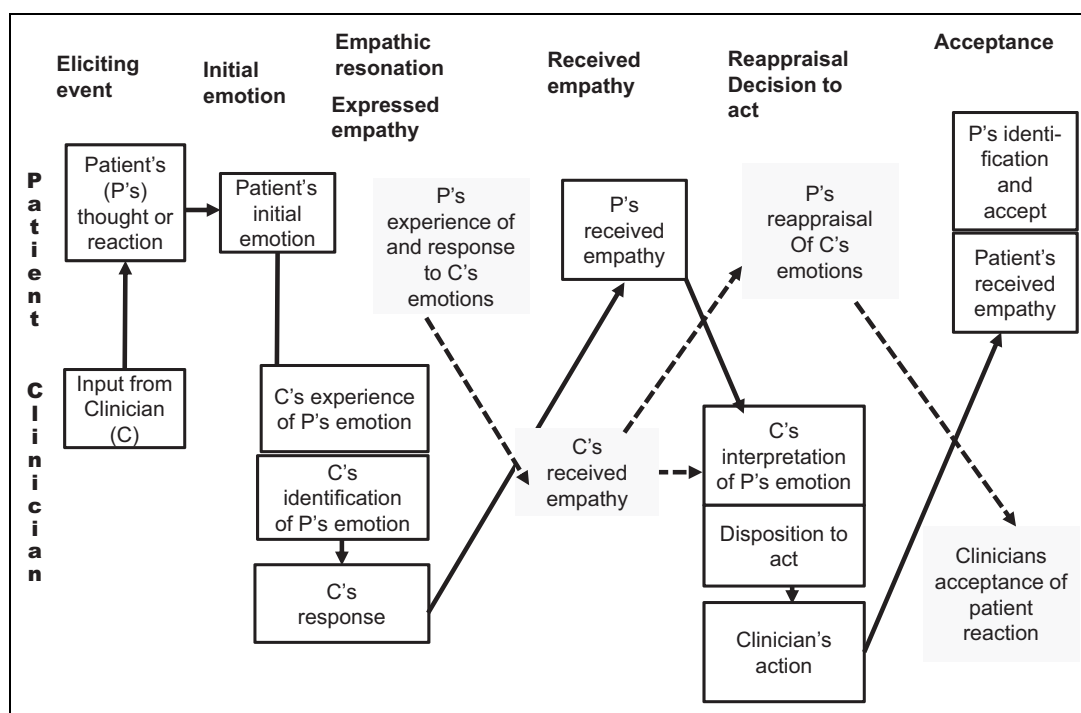 Eliciting
event
Initial
emotion
Empathic
resonation
Expressed
empathy
Received
empathy
Reappraisal
Decision to
act
Acceptance
Patient
Patient's
(P's)
thought or
reaction
Patient's
initial
emotion
P's
experience of
and response
to C's
emotions
P's
received
empathy
P's
reappraisal
Of C's
emotions
P's identi-
fication and
accept
Patient's
received
empathy
Clinician
Input from
Clinician
(C)
C's experience
of P's emotion
C's
identification
of P's emotion
C's
response
C's
received
empathy
C's
interpretation
of P's emotion
Disposition to
act
Clinician's
action
Clinicians
acceptance of
patient
reaction